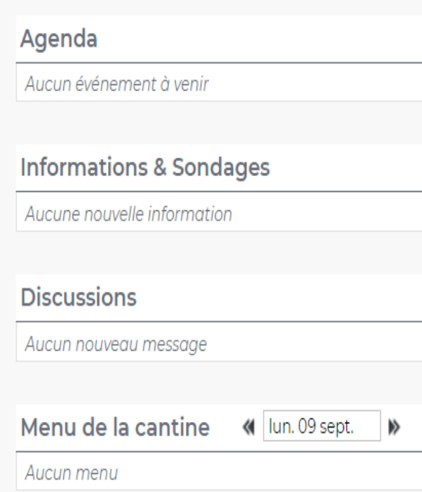 Agenda
Aucun événement à venir
Informations & Sondages
Aucune nouvelle information
Discussions
Aucun nouveau message
Menu de la cantine lun. 09 sept.
Aucun menu